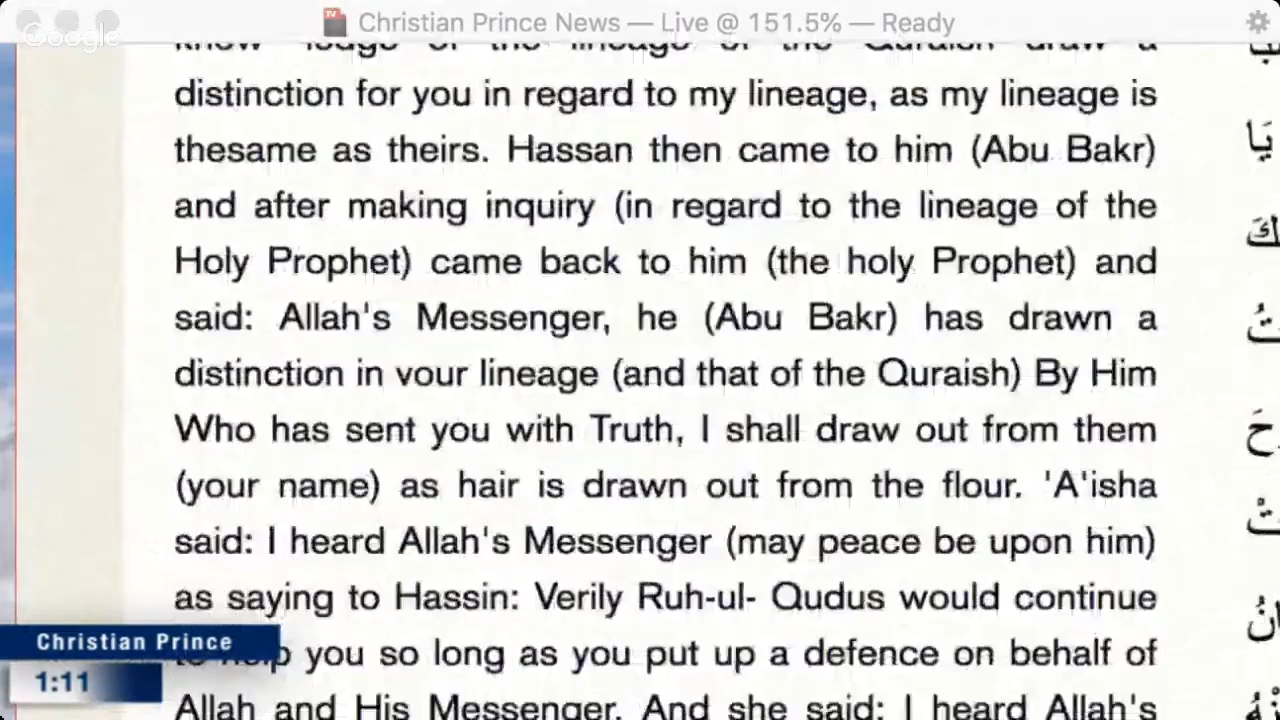 Christian Prince News — Live @ 151.5% — Ready
Google
distinction for you in regard to my lineage, as my lineage is
thesame as theirs. Hassan then came to him (Abu Bakr)
and after making inquiry (in regard to the lineage of the
Holy Prophet) came back to him (the holy Prophet) and
said: Allah's Messenger, he (Abu Bakr) has drawn a
distinction in vour lineage (and that of the Quraish) By Him
Who has sent you with Truth, I shall draw out from them
(your name) as hair is drawn out from the flour. 'A'isha
said: I heard Allah's Messenger (may peace be upon him)
as saying to Hassin: Verily Ruh-ul- Qudus would continue
you so long as you put up a defence on behalf of
Allah and His Messenger. And she said: I heard Allah's
Christian Prince
1:11